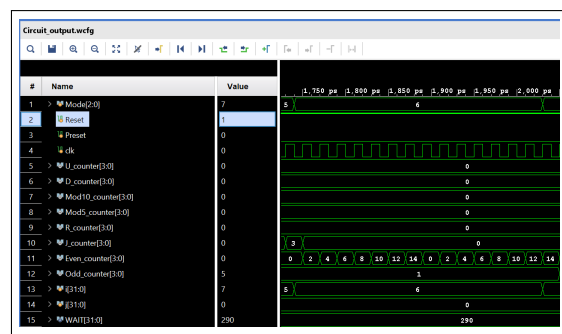 Circuit_output.wcfg
# Name Value
1,750 ps 1,800 ps 1,850 ps 1,900 ps 1,950 ps 2,000 ps
1 Mode[2:0] 7 5 6
2 Reset 1
3 Preset 0
4 clk 0
5 U_counter[3:0] 0 0
6 D_counter[3:0] 0 0
7 Mod10_counter[3:0] 0 0
8 Mod5_counter[3:0] 0 0
9 R_counter[3:0] 0 0
10 J_counter[3:0] 0 3 0
11 Even_counter[3:0] 0 0 2 4 6 8 10 12 14 0 2 4 6 8 10 12 14
12 Odd_counter[3:0] 5 1
13 i[31:0] 7 5 6
14 j[31:0] 0 0
15 WAIT[31:0] 290 290